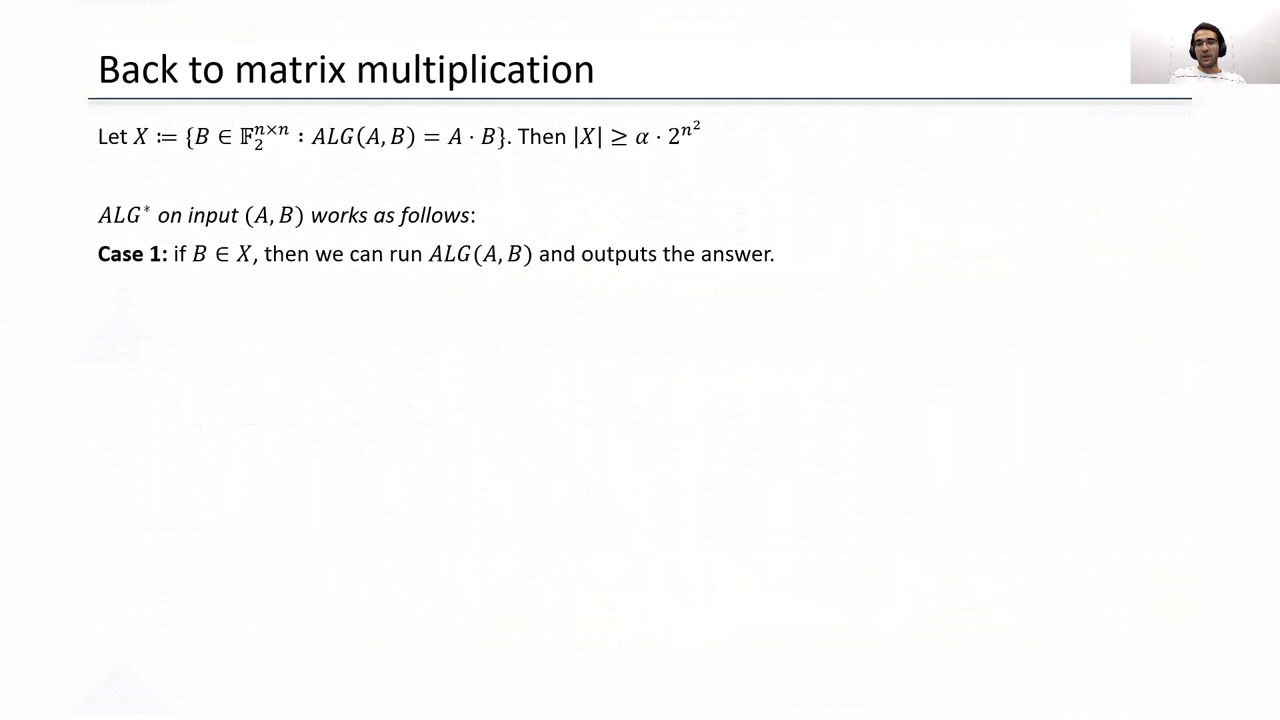 Back to matrix multiplication
Let 𝑋 ≔ {𝐵 ∈ 𝔽₂ⁿˣⁿ : 𝐴𝐿𝐺(𝐴, 𝐵) = 𝐴 ⋅ 𝐵}. Then |𝑋| ≥ 𝛼 ⋅ 2^{n^2}
𝐴𝐿𝐺* on input (𝐴, 𝐵) works as follows:
Case 1: if 𝐵 ∈ 𝑋, then we can run 𝐴𝐿𝐺(𝐴, 𝐵) and outputs the answer.